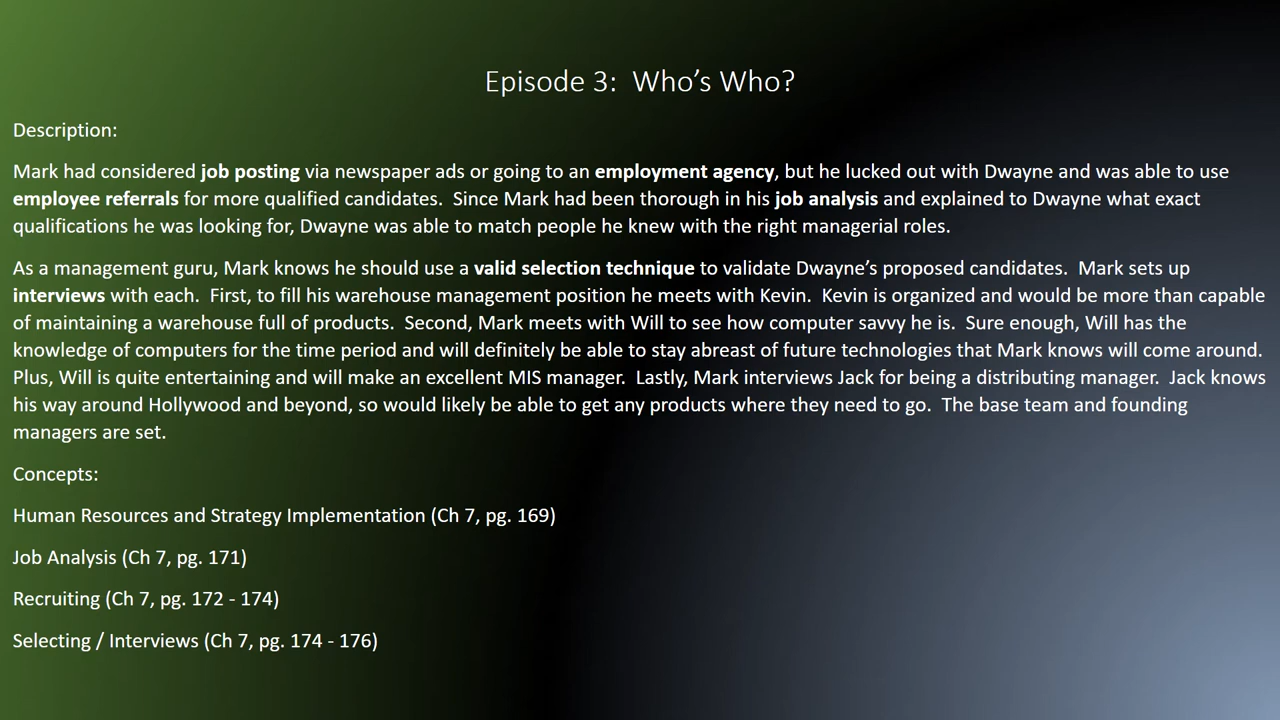 Episode 3:  Who’s Who?
Description:
Mark had considered job posting via newspaper ads or going to an employment agency, but he lucked out with Dwayne and was able to use
employee referrals for more qualified candidates.  Since Mark had been thorough in his job analysis and explained to Dwayne what exact
qualifications he was looking for, Dwayne was able to match people he knew with the right managerial roles.
As a management guru, Mark knows he should use a valid selection technique to validate Dwayne’s proposed candidates.  Mark sets up
interviews with each.  First, to fill his warehouse management position he meets with Kevin.  Kevin is organized and would be more than capable
of maintaining a warehouse full of products.  Second, Mark meets with Will to see how computer savvy he is.  Sure enough, Will has the
knowledge of computers for the time period and will definitely be able to stay abreast of future technologies that Mark knows will come around.
Plus, Will is quite entertaining and will make an excellent MIS manager.  Lastly, Mark interviews Jack for being a distributing manager.  Jack knows
his way around Hollywood and beyond, so would likely be able to get any products where they need to go.  The base team and founding
managers are set.
Concepts:
Human Resources and Strategy Implementation (Ch 7, pg. 169)
Job Analysis (Ch 7, pg. 171)
Recruiting (Ch 7, pg. 172 - 174)
Selecting / Interviews (Ch 7, pg. 174 - 176)